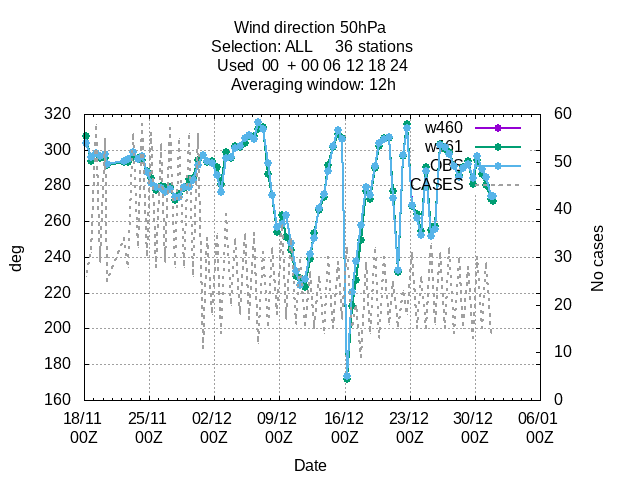 Wind direction 50hPa
Selection: ALL 36 stations
Used 00 + 00 06 12 18 24
Averaging window: 12h
320 60
w460
300 w361 50
OBS
280 CASES
40
260
deg 240 30 No cases
220
20
200
180 10
160 0
18/11 25/11 02/12 09/12 16/12 23/12 30/12 06/01
00Z 00Z 00Z 00Z 00Z 00Z 00Z 00Z
Date